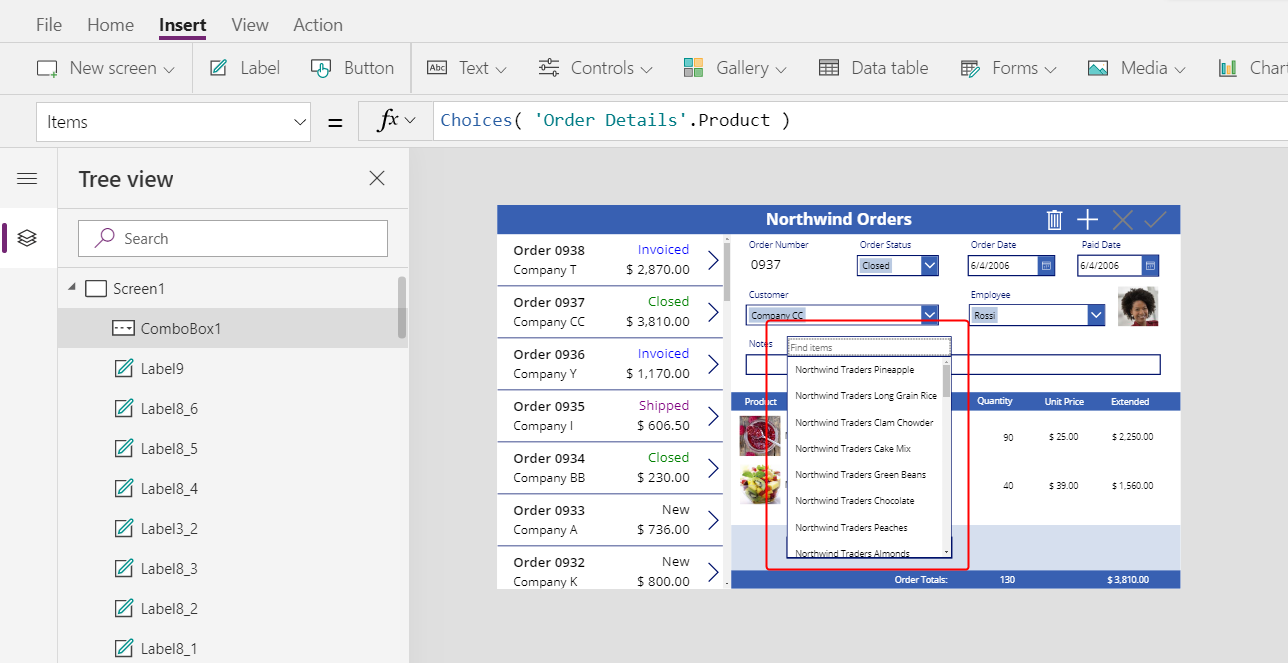 File Home Insert View Action
New screen Label Button Abc Text Controls Gallery Data table Forms Media
Items = fx Choices( 'Order Details'.Product )
Tree view
Search
Screen1
ComboBox1
Label9
Label8_6
Label8_5
Label8_4
Label3_2
Label8_3
Label8_2
Label8_1
Northwind Orders
Order 0938 Invoiced
Company T $ 2,870.00
Order 0937 Closed
Company CC $ 3,810.00
Order 0936 Invoiced
Company Y $ 1,170.00
Order 0935 Shipped
Company I $ 606.50
Order 0934 Closed
Company BB $ 230.00
Order 0933 New
Company A $ 736.00
Order 0932 New
Company K $ 800.00
Order Number Order Status Order Date Paid Date
0937 Closed 6/4/2006 6/4/2006
Customer Employee
Company CC Rossi
Notes
Find items
Northwind Traders Pineapple
Northwind Traders Long Grain Rice
Northwind Traders Clam Chowder
Northwind Traders Cake Mix
Northwind Traders Green Beans
Northwind Traders Chocolate
Northwind Traders Peaches
Northwind Traders Almonds
Product Quantity Unit Price Extended
90 $ 25.00 $ 2,250.00
40 $ 39.00 $ 1,560.00
Order Totals: 130 $ 3,810.00